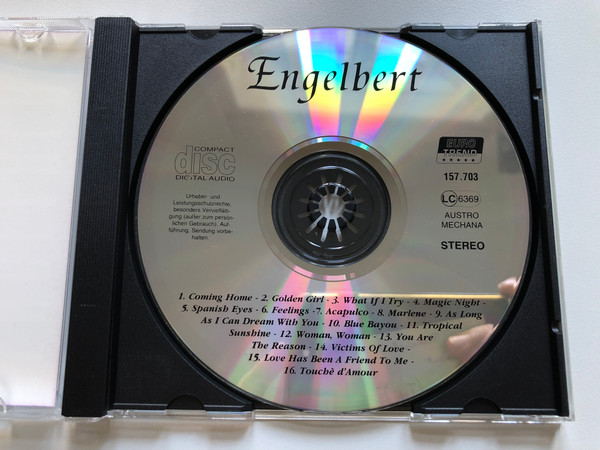 Engelbert
COMPACT
disc
DIGITAL AUDIO
Urheber- und
Leistungsschutzrechte,
besonders Vervielfälti-
gung (außer zum persön-
lichen Gebrauch), Auf-
führung, Sendung vorbe-
halten.
EURO
TREND
157.703
LC 6369
AUSTRO
MECHANA
STEREO
1. Coming Home - 2. Golden Girl - 3. What If I Try - 4. Magic Night -
5. Spanish Eyes - 6. Feelings - 7. Acapulco - 8. Marlene - 9. As Long
As I Can Dream With You - 10. Blue Bayou - 11. Tropical
Sunshine - 12. Woman, Woman - 13. You Are
The Reason - 14. Victims Of Love -
15. Love Has Been A Friend To Me -
16. Touchè d'Amour